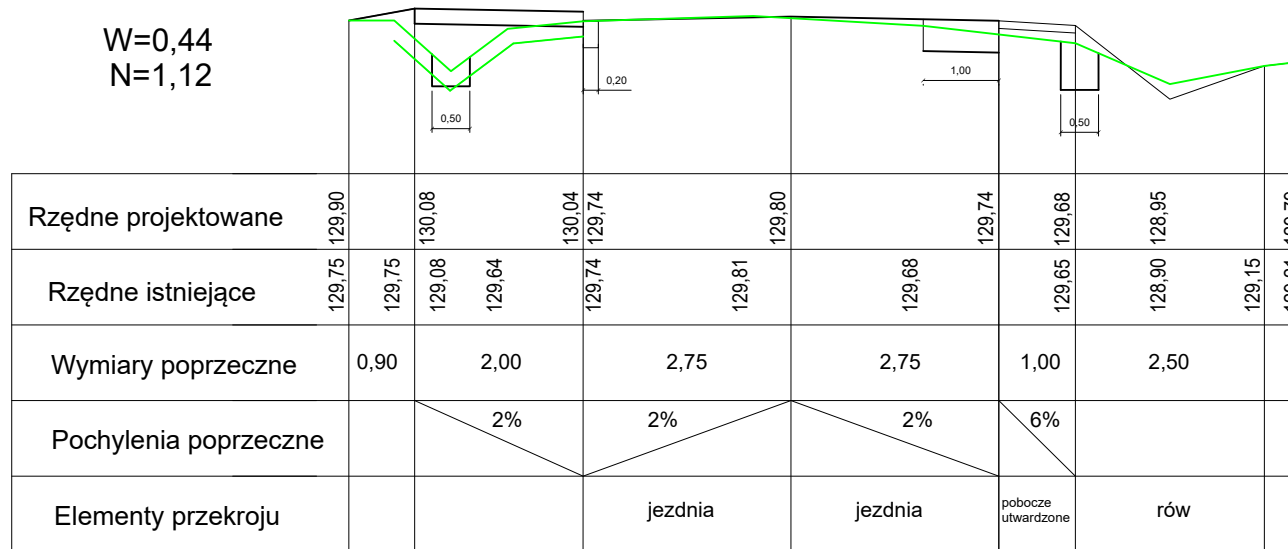 W=0,44
N=1,12
0,20
1,00
0,50
0,50
Rzędne projektowane 129,90 130,08 130,04 129,74 129,80 129,74 129,68 128,95
Rzędne istniejące 129,75 129,75 129,08 129,64 129,74 129,81 129,68 129,65 128,90 129,15
Wymiary poprzeczne 0,90 2,00 2,75 2,75 1,00 2,50
Pochylenia poprzeczne 2% 2% 2% 6%
Elementy przekroju jezdnia jezdnia pobocze utwardzone rów